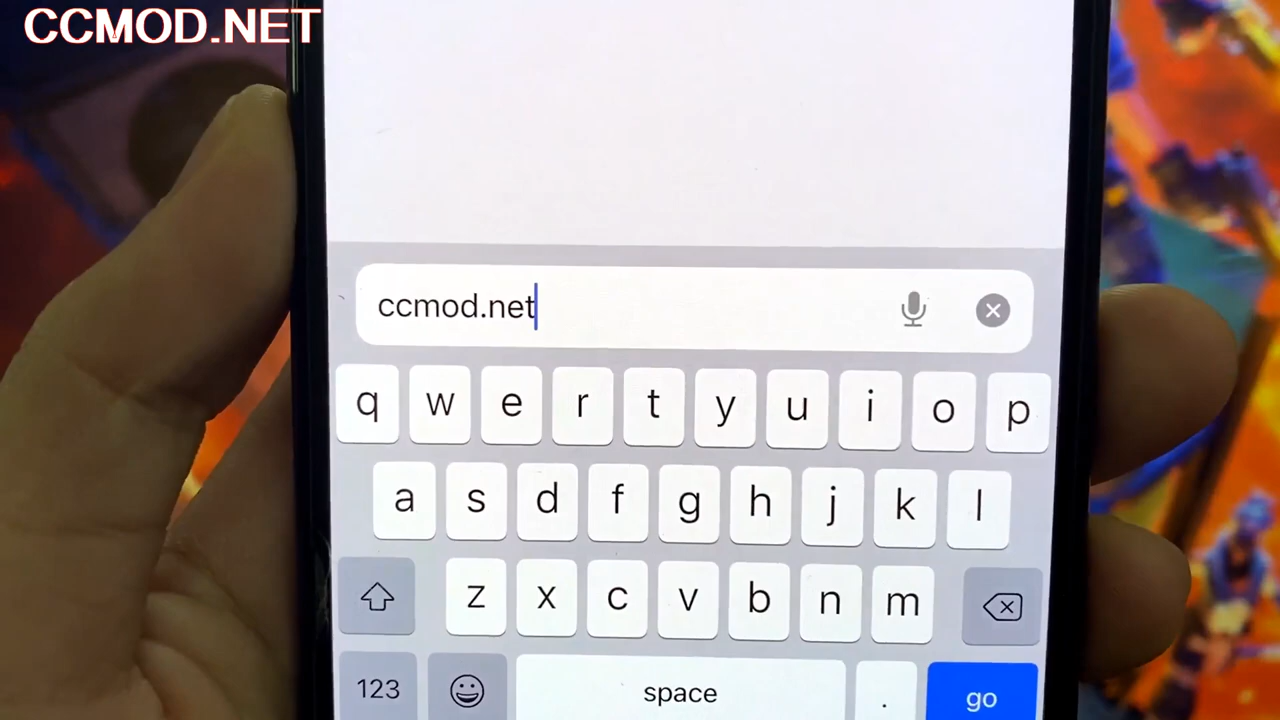 CCMOD.NET
ccmod.net
q w e r t y u i o p
a s d f g h j k l
z x c v b n m
123 space . go